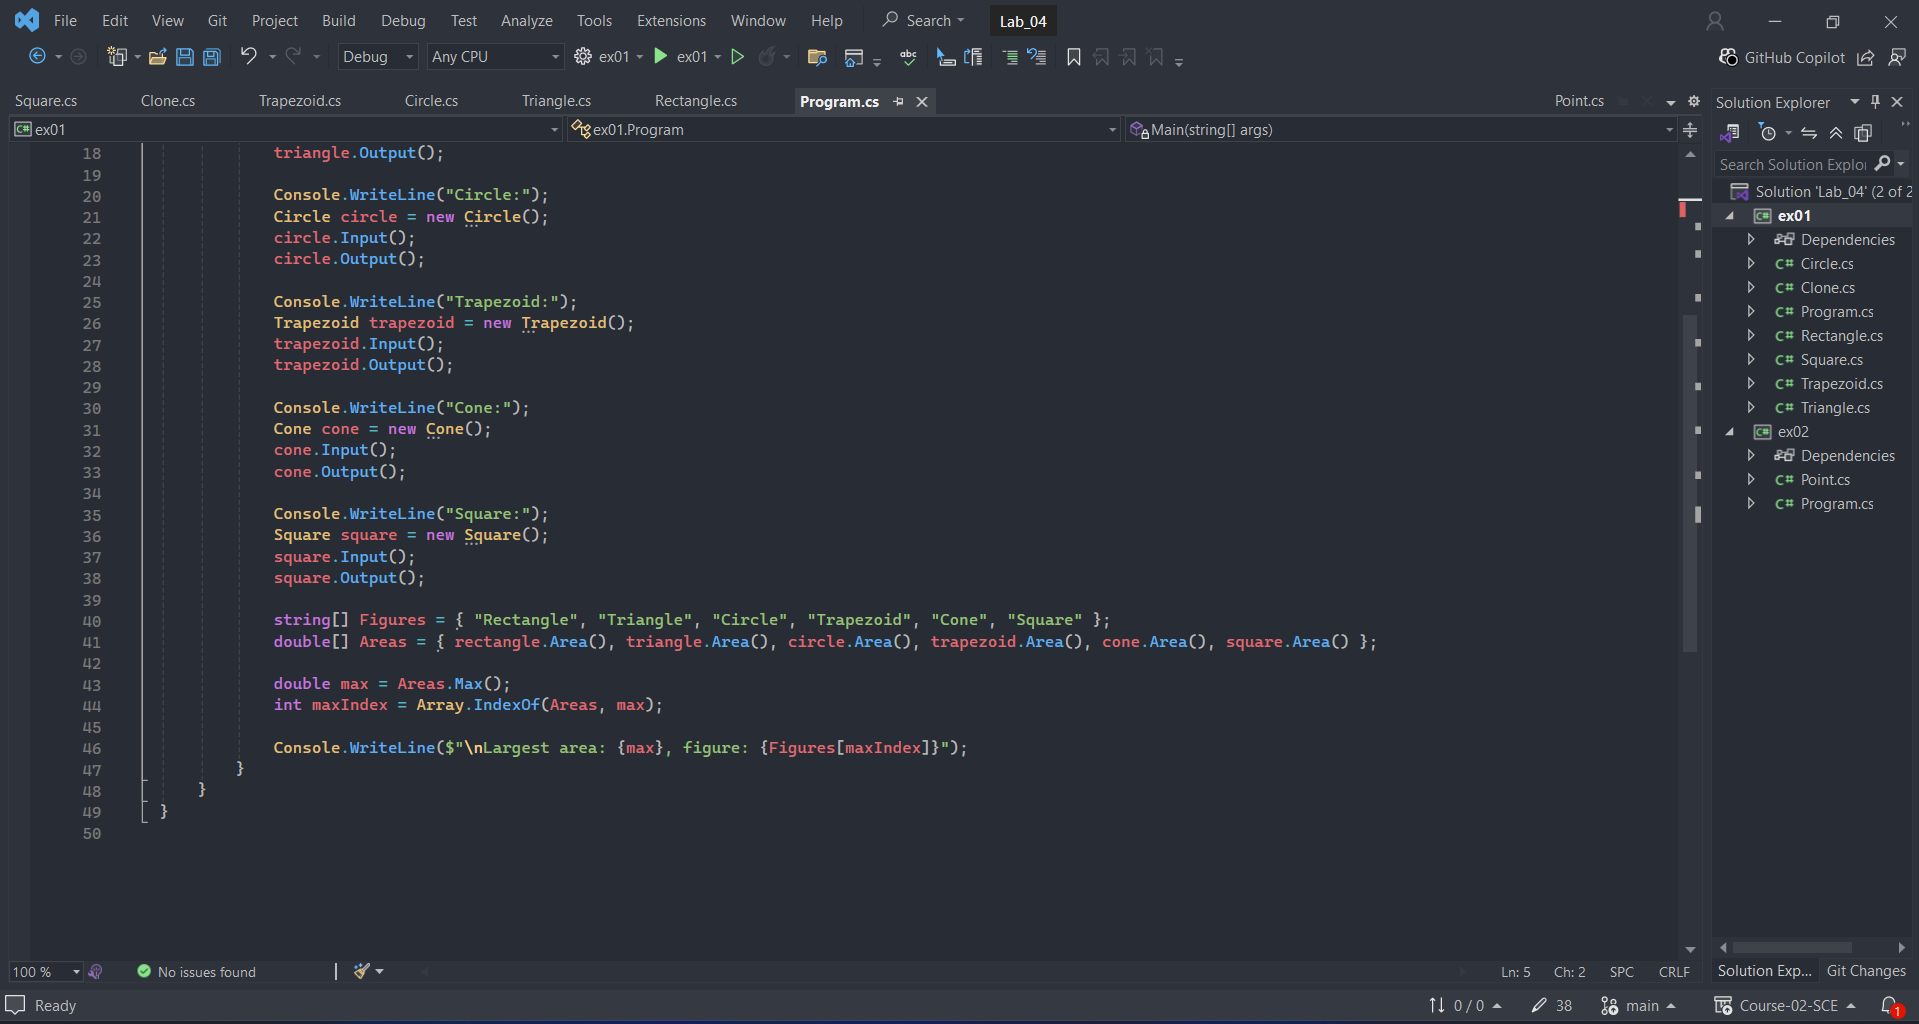 File Edit View Git Project Build Debug Test Analyze Tools Extensions Window Help Search Lab_04
Debug Any CPU ex01 ex01 abc GitHub Copilot
Square.cs Clone.cs Trapezoid.cs Circle.cs Triangle.cs Rectangle.cs Program.cs Point.cs
C# ex01 ex01.Program Main(string[] args)
18 triangle.Output();
19
20 Console.WriteLine("Circle:");
21 Circle circle = new Circle();
22 circle.Input();
23 circle.Output();
24
25 Console.WriteLine("Trapezoid:");
26 Trapezoid trapezoid = new Trapezoid();
27 trapezoid.Input();
28 trapezoid.Output();
29
30 Console.WriteLine("Cone:");
31 Cone cone = new Cone();
32 cone.Input();
33 cone.Output();
34
35 Console.WriteLine("Square:");
36 Square square = new Square();
37 square.Input();
38 square.Output();
39
40 string[] Figures = { "Rectangle", "Triangle", "Circle", "Trapezoid", "Cone", "Square" };
41 double[] Areas = { rectangle.Area(), triangle.Area(), circle.Area(), trapezoid.Area(), cone.Area(), square.Area() };
42
43 double max = Areas.Max();
44 int maxIndex = Array.IndexOf(Areas, max);
45
46 Console.WriteLine($"\nLargest area: {max}, figure: {Figures[maxIndex]}");
47 }
48 }
49 }
50
Solution Explorer
Search Solution Explo
Solution 'Lab_04' (2 of 2
C# ex01
Dependencies
C# Circle.cs
C# Clone.cs
C# Program.cs
C# Rectangle.cs
C# Square.cs
C# Trapezoid.cs
C# Triangle.cs
C# ex02
Dependencies
C# Point.cs
C# Program.cs
100 % No issues found Ln: 5 Ch: 2 SPC CRLF
Solution Exp... Git Changes
Ready 0 / 0 38 main Course-02-SCE 1